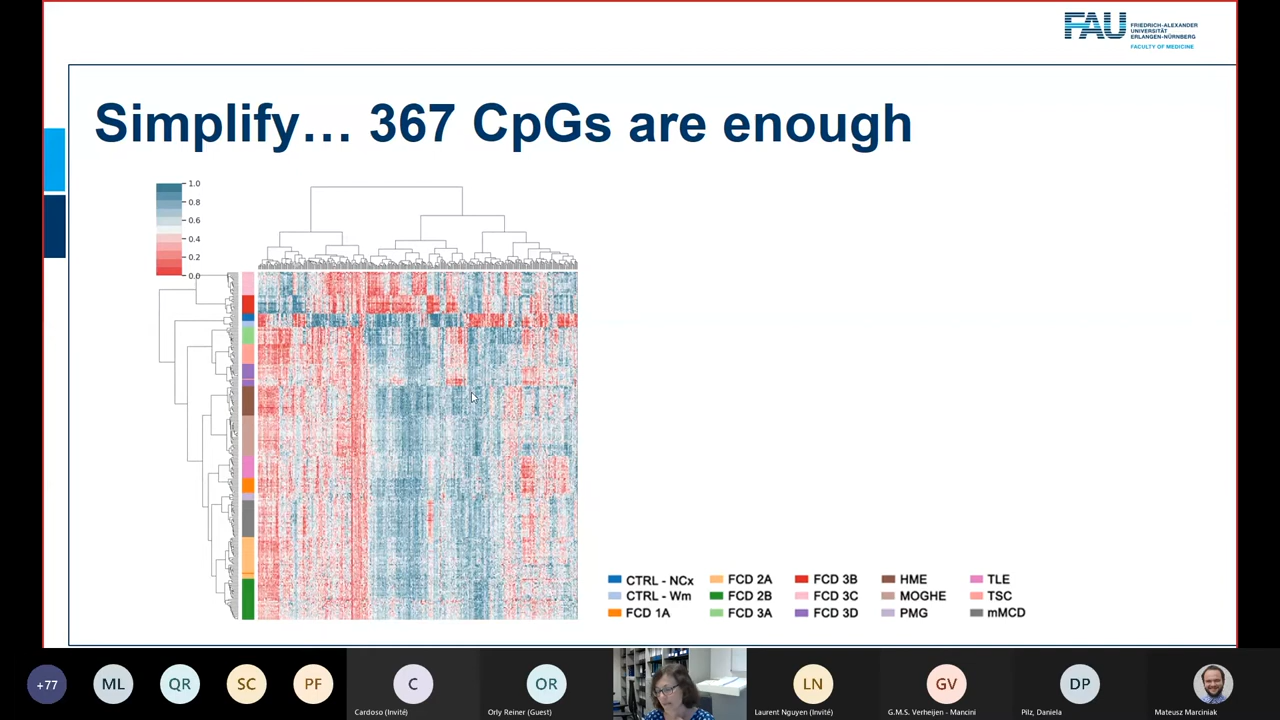 FAU
FRIEDRICH-ALEXANDER
UNIVERSITÄT
ERLANGEN-NÜRNBERG
FACULTY OF MEDICINE
Simplify… 367 CpGs are enough
1.0
0.8
0.6
0.4
0.2
0.0
CTRL - NCx
CTRL - Wm
FCD 1A
FCD 2A
FCD 2B
FCD 3A
FCD 3B
FCD 3C
FCD 3D
HME
MOGHE
PMG
TLE
TSC
mMCD
+77
ML
QR
SC
PF
C
Cardoso (Invité)
OR
Orly Reiner (Guest)
LN
Laurent Nguyen (Invité)
GV
G.M.S. Verheijen - Mancini
DP
Pilz, Daniela
Mateusz Marciniak